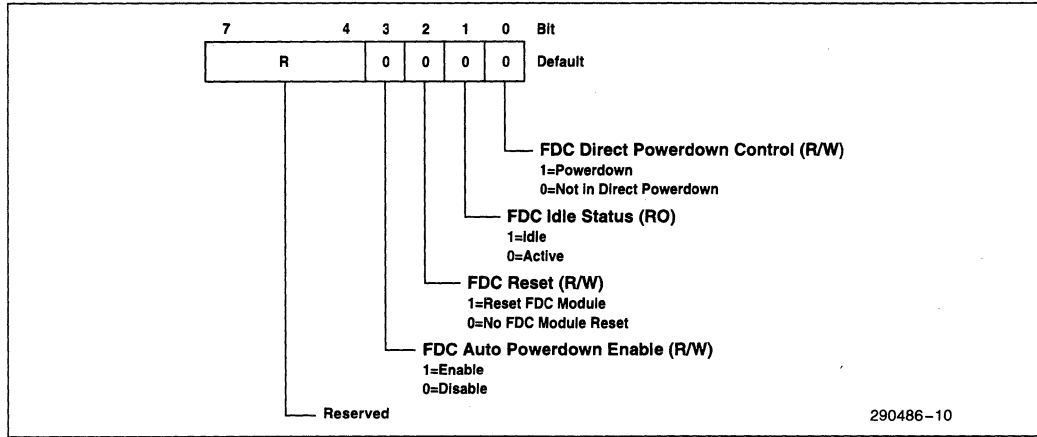 7 4 3 2 1 0 Bit
R 0 0 0 0 Default
FDC Direct Powerdown Control (R/W)
1=Powerdown
0=Not in Direct Powerdown
FDC Idle Status (RO)
1=Idle
0=Active
FDC Reset (R/W)
1=Reset FDC Module
0=No FDC Module Reset
FDC Auto Powerdown Enable (R/W)
1=Enable
0=Disable
Reserved
290486-10